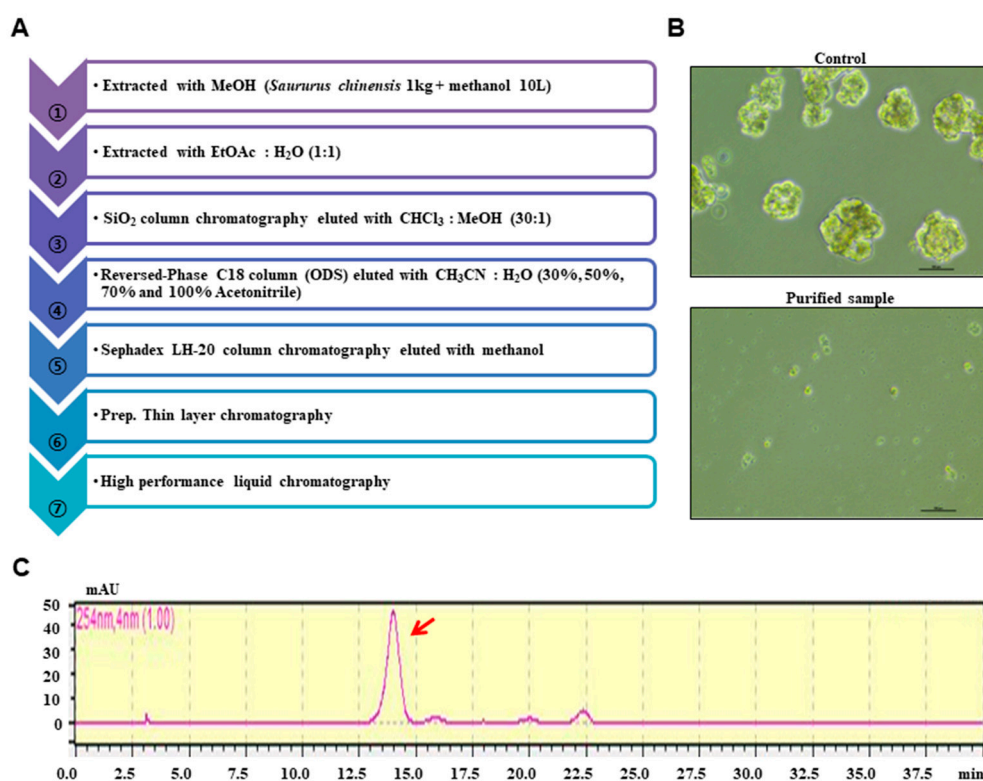 A
① • Extracted with MeOH (Saururus chinensis 1kg + methanol 10L)
② • Extracted with EtOAc : H₂O (1:1)
③ • SiO₂ column chromatography eluted with CHCl₃ : MeOH (30:1)
④ • Reversed-Phase C18 column (ODS) eluted with CH₃CN : H₂O (30%, 50%,
70% and 100% Acetonitrile)
⑤ • Sephadex LH-20 column chromatography eluted with methanol
⑥ • Prep. Thin layer chromatography
⑦ • High performance liquid chromatography
B
Control
Purified sample
C
mAU
254nm,4nm (1.00)
50
40
30
20
10
0
0.0 2.5 5.0 7.5 10.0 12.5 15.0 17.5 20.0 22.5 25.0 27.5 30.0 32.5 35.0 37.5 min